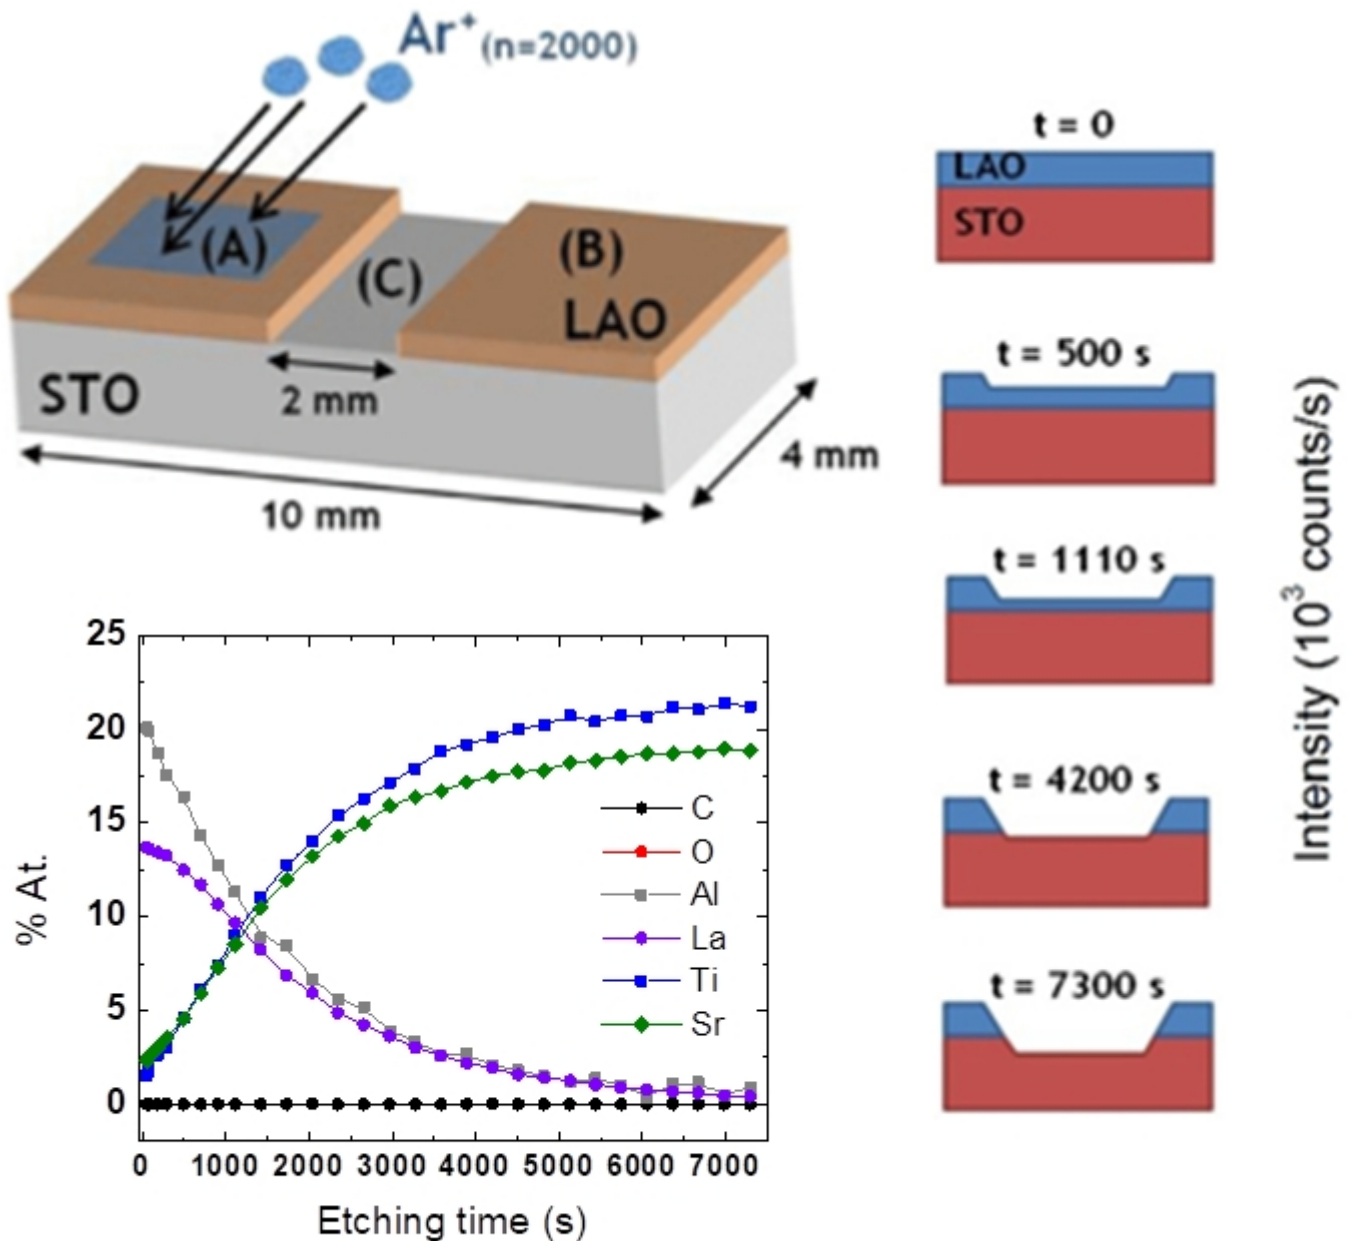 Ar⁺(n=2000)
(A)
(C)
(B)
LAO
STO
2 mm
10 mm
4 mm
t = 0
LAO
STO
t = 500 s
t = 1110 s
t = 4200 s
t = 7300 s
Intensity (10³ counts/s)
25
20
15
10
5
0
% At.
C
O
Al
La
Ti
Sr
0 1000 2000 3000 4000 5000 6000 7000
Etching time (s)